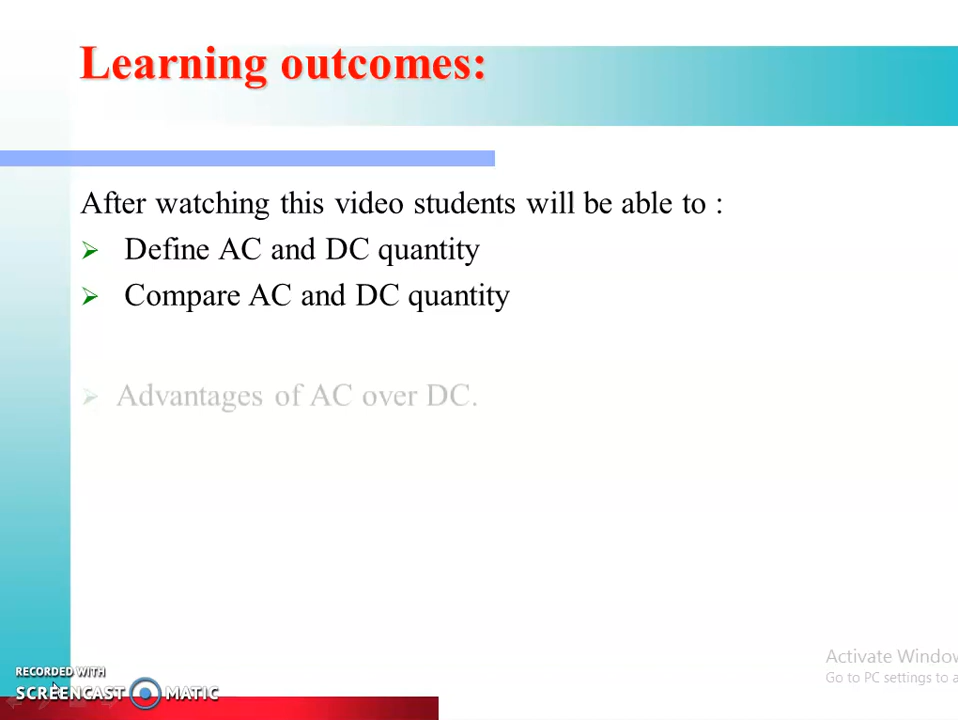 Learning outcomes:
After watching this video students will be able to :
Define AC and DC quantity
Compare AC and DC quantity
Advantages of AC over DC.
Activate Windo
Go to PC settings to a
RECORDED WITH
SCREENCAST MATIC